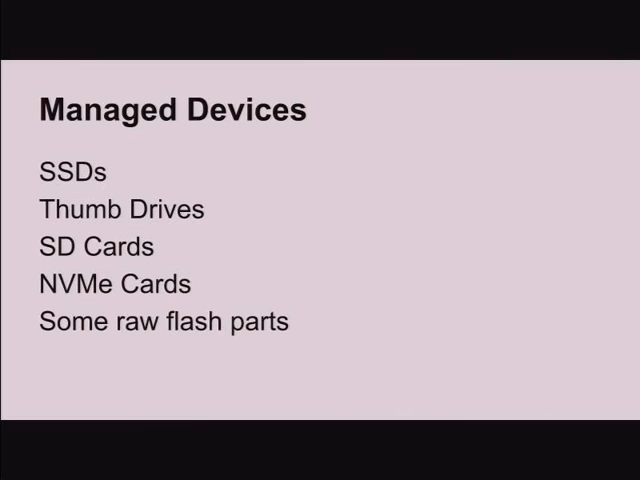 Managed Devices
SSDs
Thumb Drives
SD Cards
NVMe Cards
Some raw flash parts